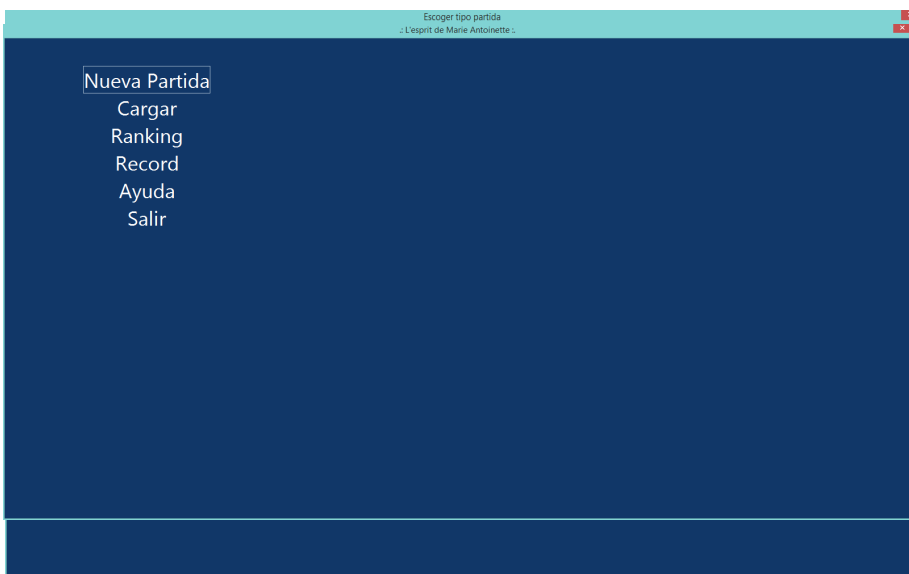 Escoger tipo partida
.: L'esprit de Marie Antoinette :.
Nueva Partida
Cargar
Ranking
Record
Ayuda
Salir